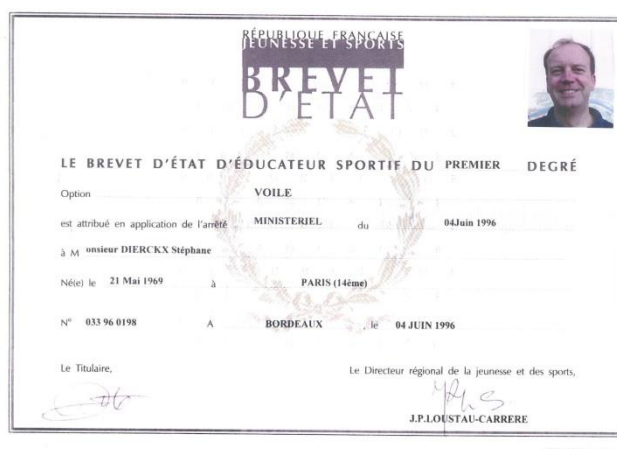 RÉPUBLIQUE FRANÇAISE
JEUNESSE ET SPORTS
BREVET
D'ETAT
LE BREVET D'ÉTAT D'ÉDUCATEUR SPORTIF DU PREMIER DEGRÉ
Option VOILE
est attribué en application de l'arrêté MINISTERIEL du 04Juin 1996
à M onsieur DIERCKX Stéphane
Né(e) le 21 Mai 1969 à PARIS (14ème)
N° 033 96 0198 A BORDEAUX , le 04 JUIN 1996
Le Titulaire, Le Directeur régional de la jeunesse et des sports,
J.P.LOUSTAU-CARRERE